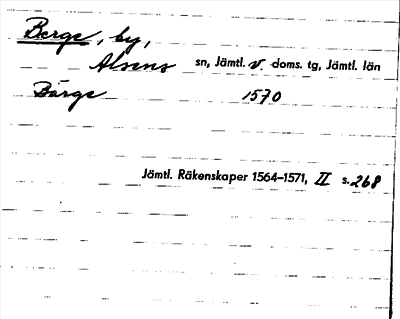 Berge, by,
Alsens sn, Jämtl. v. doms. tg, Jämtl. län
Bärge 1570
Jämtl. Räkenskaper 1564–1571, II s. 268